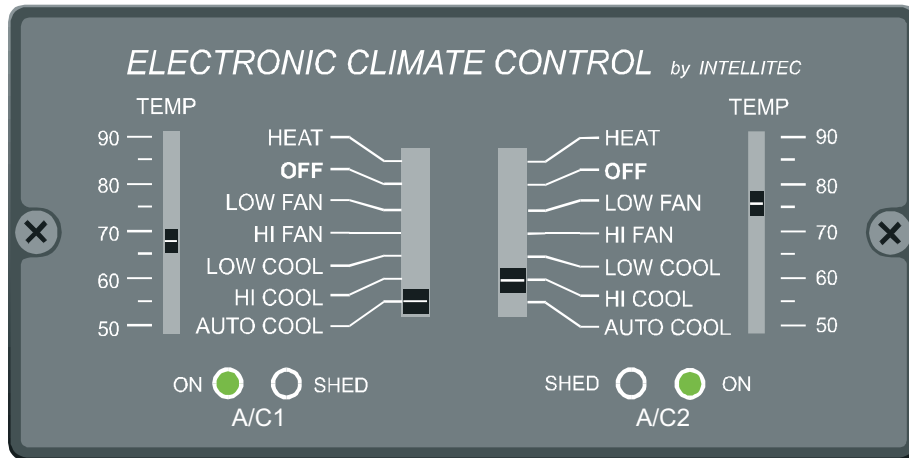 ELECTRONIC CLIMATE CONTROL by INTELLITEC
TEMP
90
80
70
60
50
HEAT
OFF
LOW FAN
HI FAN
LOW COOL
HI COOL
AUTO COOL
HEAT
OFF
LOW FAN
HI FAN
LOW COOL
HI COOL
AUTO COOL
TEMP
90
80
70
60
50
ON SHED
A/C1
SHED ON
A/C2